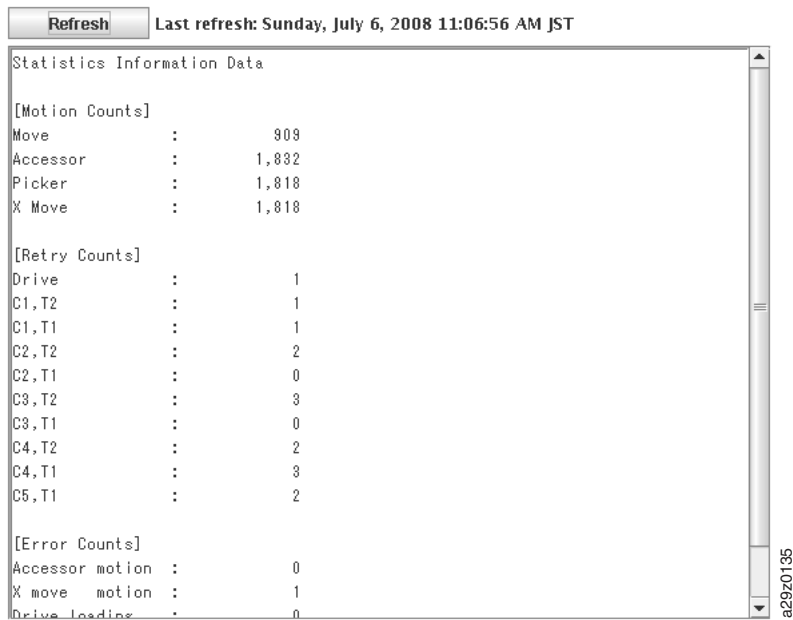 Refresh Last refresh: Sunday, July 6, 2008 11:06:56 AM JST
Statistics Information Data
[Motion Counts]
Move : 909
Accessor : 1,832
Picker : 1,818
X Move : 1,818
[Retry Counts]
Drive : 1
C1,T2 : 1
C1,T1 : 1
C2,T2 : 2
C2,T1 : 0
C3,T2 : 3
C3,T1 : 0
C4,T2 : 2
C4,T1 : 3
C5,T1 : 2
[Error Counts]
Accessor motion : 0
X move motion : 1
Drive loading : 0
a29z0135